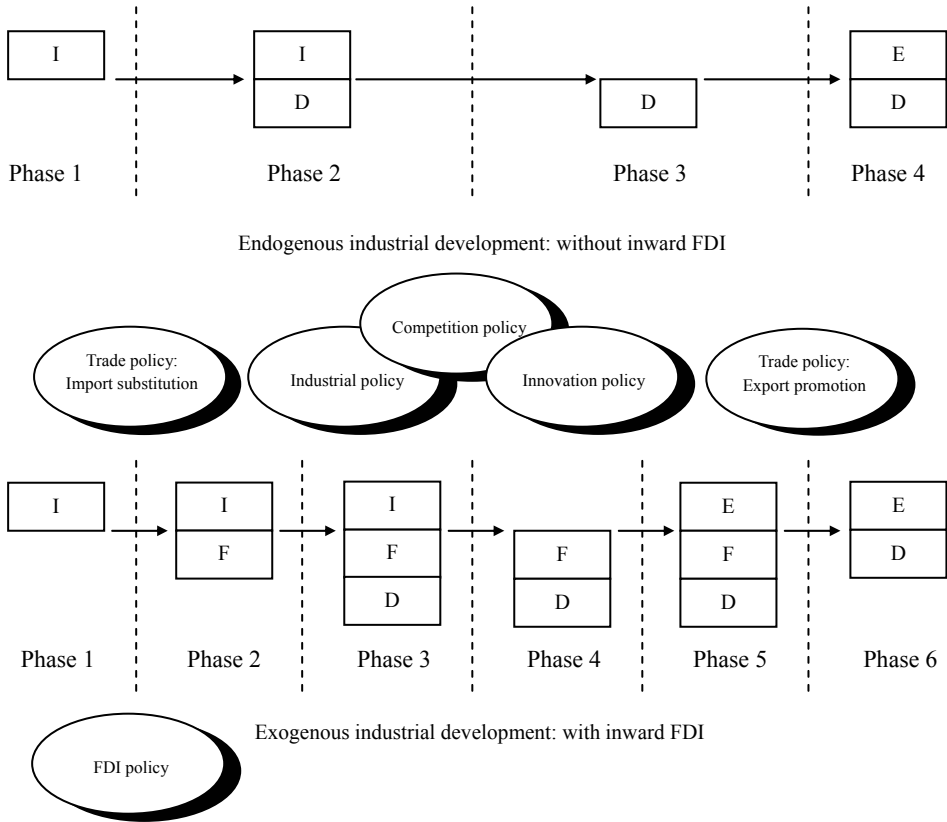 I
I
D
D
E
D
Phase 1
Phase 2
Phase 3
Phase 4
Endogenous industrial development: without inward FDI
Competition policy
Trade policy:
Import substitution
Industrial policy
Innovation policy
Trade policy:
Export promotion
I
I
F
I
F
D
F
D
E
F
D
E
D
Phase 1
Phase 2
Phase 3
Phase 4
Phase 5
Phase 6
Exogenous industrial development: with inward FDI
FDI policy